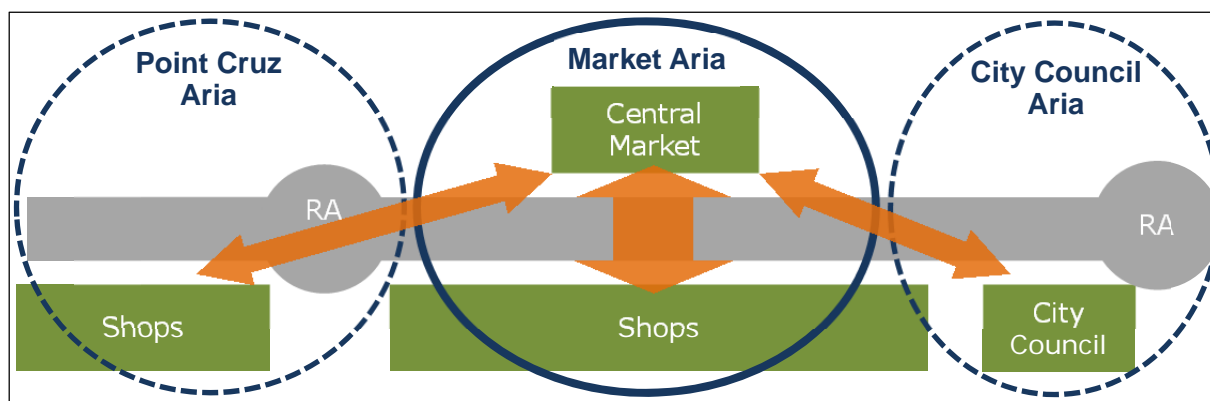 Point Cruz
Aria
Market Aria
City Council
Aria
Central
Market
RA
RA
Shops
Shops
City
Council